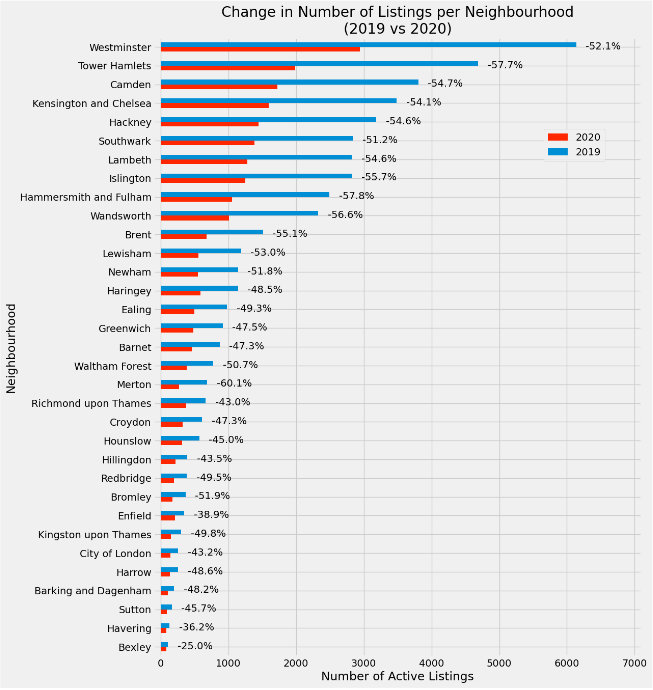 Change in Number of Listings per Neighbourhood
(2019 vs 2020)
Westminster -52.1%
Tower Hamlets -57.7%
Camden -54.7%
Kensington and Chelsea -54.1%
Hackney -54.6%
Southwark -51.2%
2020
2019
Lambeth -54.6%
Islington -55.7%
Hammersmith and Fulham -57.8%
Wandsworth -56.6%
Brent -55.1%
Lewisham -53.0%
Newham -51.8%
Haringey -48.5%
Ealing -49.3%
Greenwich -47.5%
Barnet -47.3%
Waltham Forest -50.7%
Merton -60.1%
Richmond upon Thames -43.0%
Croydon -47.3%
Hounslow -45.0%
Hillingdon -43.5%
Redbridge -49.5%
Bromley -51.9%
Enfield -38.9%
Kingston upon Thames -49.8%
City of London -43.2%
Harrow -48.6%
Barking and Dagenham -48.2%
Sutton -45.7%
Havering -36.2%
Bexley -25.0%
Neighbourhood
0 1000 2000 3000 4000 5000 6000 7000
Number of Active Listings